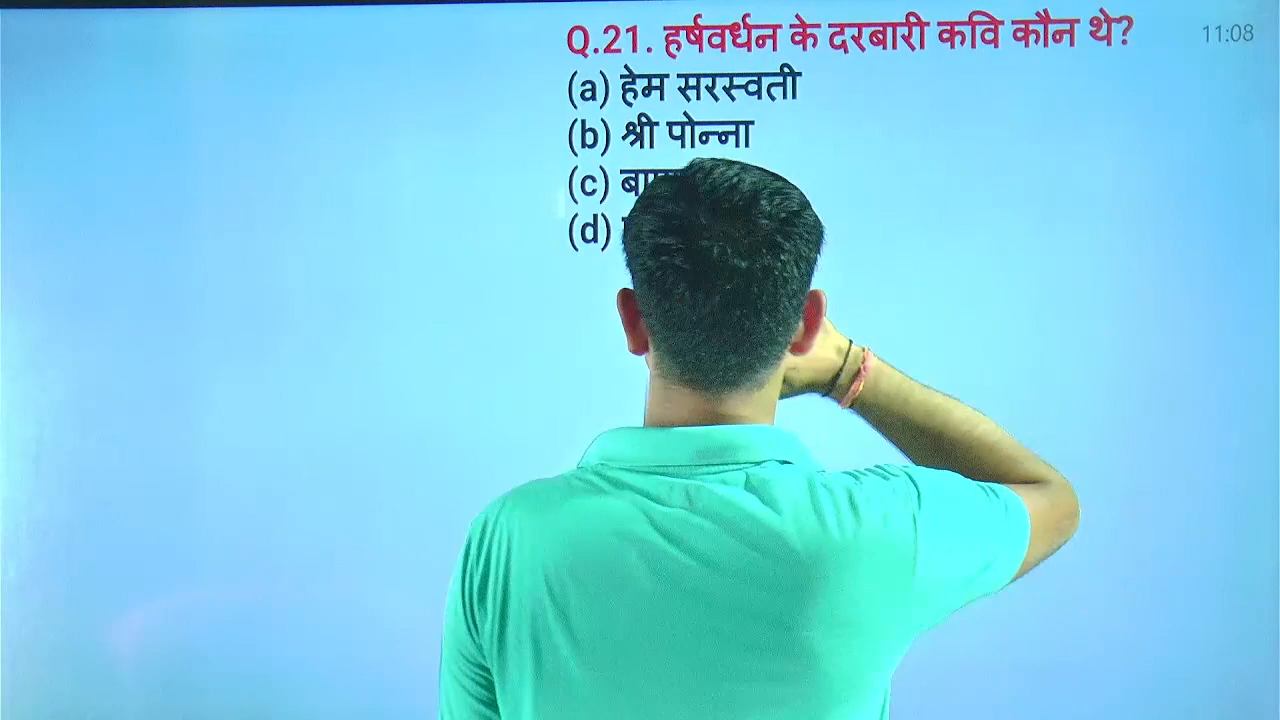 Q.21. हर्षवर्धन के दरबारी कवि कौन थे?
11:08
(a) हेम सरस्वती
(b) श्री पोन्ना
(c)
(d)